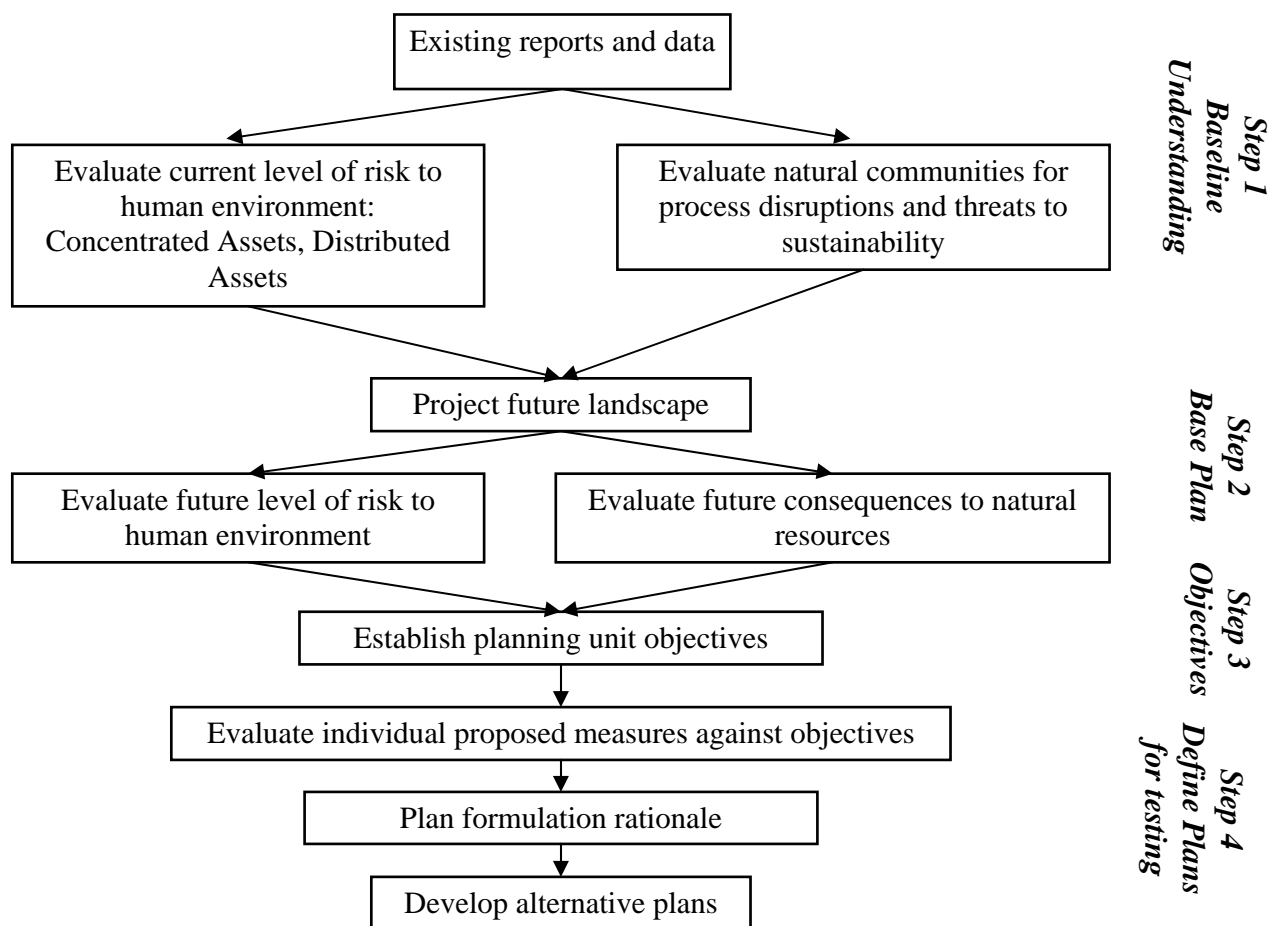 Existing reports and data
Evaluate current level of risk to
human environment:
Concentrated Assets, Distributed
Assets
Evaluate natural communities for
process disruptions and threats to
sustainability
Step 1
Baseline
Understanding
Project future landscape
Evaluate future level of risk to
human environment
Evaluate future consequences to natural
resources
Step 2
Base Plan
Establish planning unit objectives
Step 3
Objectives
Evaluate individual proposed measures against objectives
Plan formulation rationale
Develop alternative plans
Step 4
Define Plans
for testing